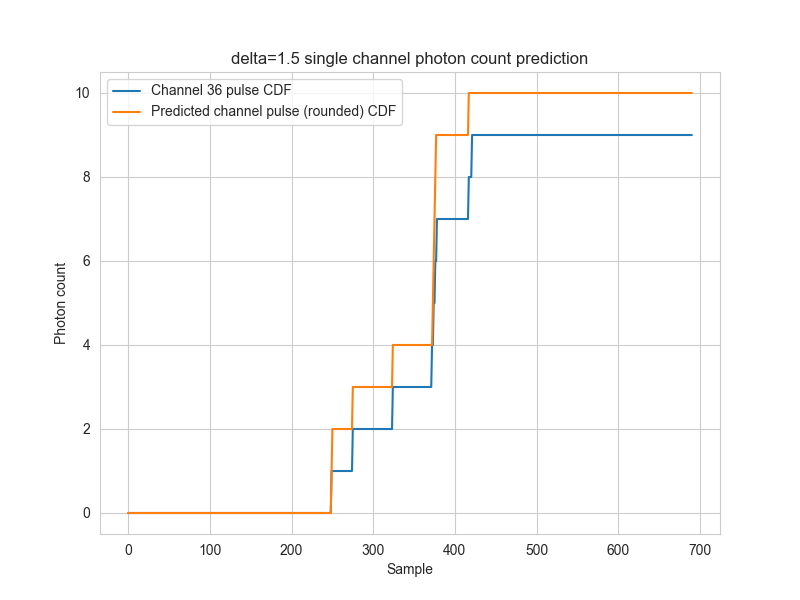 delta=1.5 single channel photon count prediction
Channel 36 pulse CDF
Predicted channel pulse (rounded) CDF
10
8
6
4
2
0
Photon count
0 100 200 300 400 500 600 700
Sample